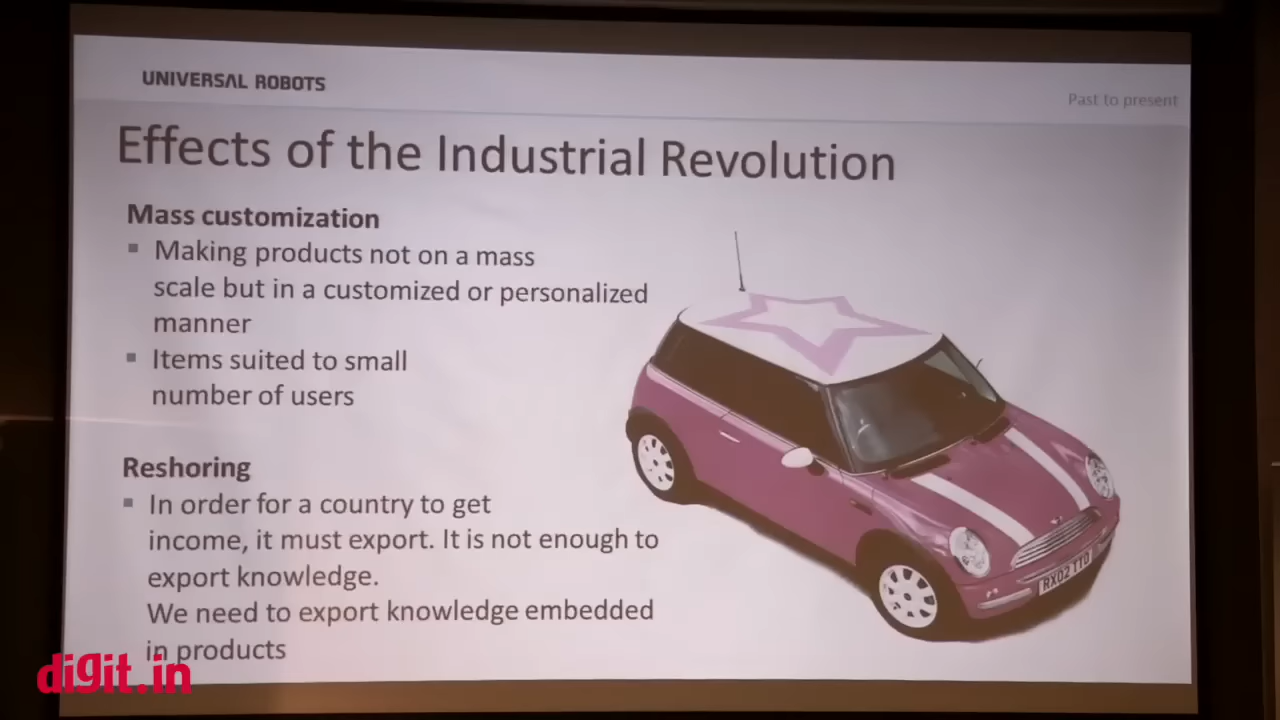 UNIVERSAL ROBOTS
Past to present
Effects of the Industrial Revolution
Mass customization
▪ Making products not on a mass
scale but in a customized or personalized
manner
▪ Items suited to small
number of users
Reshoring
▪ In order for a country to get
income, it must export. It is not enough to
export knowledge.
We need to export knowledge embedded
in products
RX02 TTO
digit.in